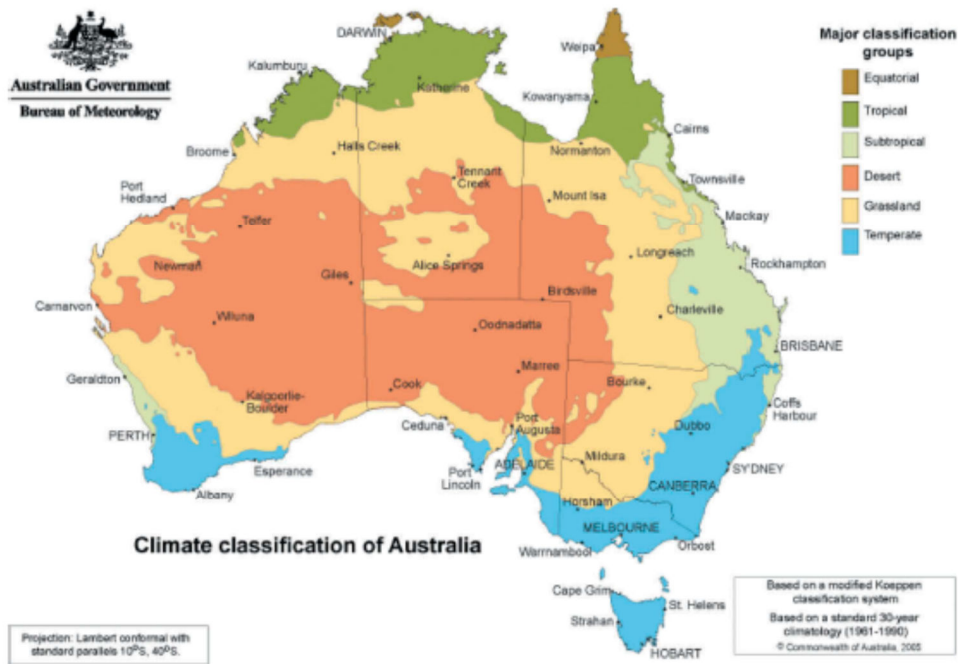 Australian Government
Bureau of Meteorology
Major classification
groups
Equatorial
Tropical
Subtropical
Desert
Grassland
Temperate
DARWIN
Weipa
Kalumburu
Katherine
Kowanyama
Cairns
Broome
Halls Creek
Normanton
Tennant
Creek
Townsville
Port
Hedland
Telfer
Mount Isa
Mackay
Newman
Giles
Alice Springs
Longreach
Rockhampton
Carnarvon
Wiluna
Birdsville
Charleville
Oodnadatta
BRISBANE
Geraldton
Marree
Bourke
Kalgoorlie-
Boulder
Cook
Coffs
Harbour
PERTH
Ceduna
Port
Augusta
Dubbo
Esperance
Port
Lincoln
ADELAIDE
Mildura
SYDNEY
Albany
CANBERRA
Horsham
MELBOURNE
Orbost
Warrnambool
Climate classification of Australia
Cape Grim
St. Helens
Strahan
HOBART
Projection: Lambert conformal with
standard parallels 10°S, 40°S.
Based on a modified Koeppen
classification system
Based on a standard 30-year
climatology (1961-1990)
© Commonwealth of Australia, 2005